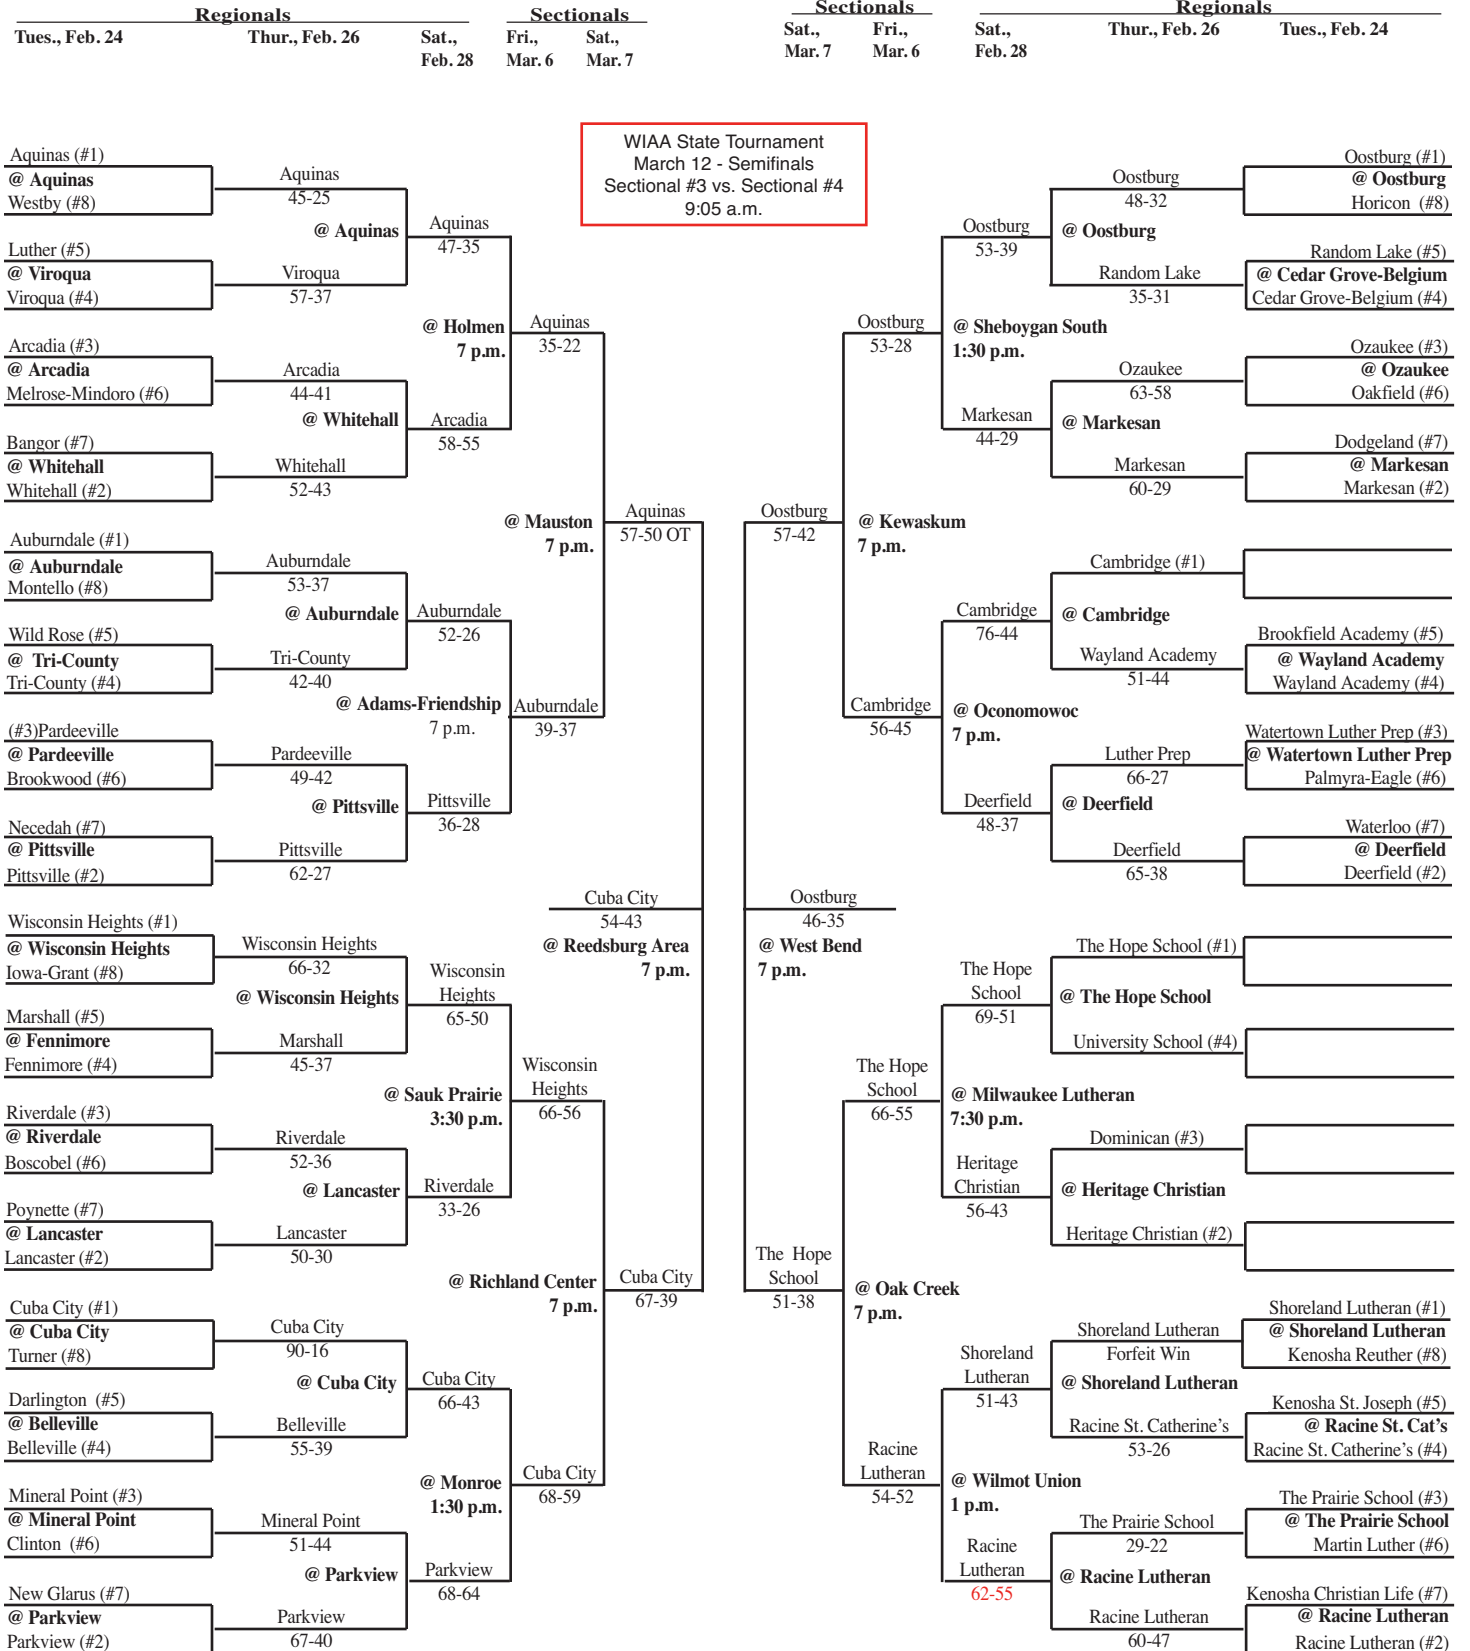 Regionals
Sectionals
Tues., Feb. 24
Thur., Feb. 26
Sat.,
Feb. 28
Fri.,
Mar. 6
Sat.,
Mar. 7
Sectionals
Regionals
Sat.,
Mar. 7
Fri.,
Mar. 6
Sat.,
Feb. 28
Thur., Feb. 26
Tues., Feb. 24
WIAA State Tournament
March 12 - Semifinals
Sectional #3 vs. Sectional #4
9:05 a.m.
Aquinas (#1)
@ Aquinas
Westby (#8)
Luther (#5)
@ Viroqua
Viroqua (#4)
Arcadia (#3)
@ Arcadia
Melrose-Mindoro (#6)
Bangor (#7)
@ Whitehall
Whitehall (#2)
Auburndale (#1)
@ Auburndale
Montello (#8)
Wild Rose (#5)
@ Tri-County
Tri-County (#4)
(#3)Pardeeville
@ Pardeeville
Brookwood (#6)
Necedah (#7)
@ Pittsville
Pittsville (#2)
Wisconsin Heights (#1)
@ Wisconsin Heights
Iowa-Grant (#8)
Marshall (#5)
@ Fennimore
Fennimore (#4)
Riverdale (#3)
@ Riverdale
Boscobel (#6)
Poynette (#7)
@ Lancaster
Lancaster (#2)
Cuba City (#1)
@ Cuba City
Turner (#8)
Darlington (#5)
@ Belleville
Belleville (#4)
Mineral Point (#3)
@ Mineral Point
Clinton (#6)
New Glarus (#7)
@ Parkview
Parkview (#2)
Aquinas
45-25
@ Aquinas
Viroqua
57-37
Arcadia
44-41
@ Whitehall
Whitehall
52-43
Auburndale
53-37
@ Auburndale
Tri-County
42-40
Pardeeville
49-42
@ Pittsville
Pittsville
62-27
Wisconsin Heights
66-32
@ Wisconsin Heights
Marshall
45-37
Riverdale
52-36
@ Lancaster
Lancaster
50-30
Cuba City
90-16
@ Cuba City
Belleville
55-39
Mineral Point
51-44
@ Parkview
Parkview
67-40
Aquinas
47-35
@ Holmen
7 p.m.
Arcadia
58-55
Auburndale
52-26
@ Adams-Friendship
7 p.m.
Pittsville
36-28
Wisconsin
Heights
65-50
@ Sauk Prairie
3:30 p.m.
Riverdale
33-26
Cuba City
66-43
@ Monroe
1:30 p.m.
Parkview
68-64
Aquinas
35-22
@ Mauston
7 p.m.
Auburndale
39-37
Wisconsin
Heights
66-56
@ Richland Center
7 p.m.
Cuba City
68-59
Aquinas
57-50 OT
Cuba City
54-43
@ Reedsburg Area
7 p.m.
Cuba City
67-39
Oostburg
57-42
Oostburg
46-35
@ West Bend
7 p.m.
The Hope
School
51-38
Oostburg
53-28
@ Kewaskum
7 p.m.
Cambridge
56-45
The Hope
School
66-55
@ Oak Creek
7 p.m.
Racine
Lutheran
54-52
Oostburg
53-39
@ Sheboygan South
1:30 p.m.
Markesan
44-29
Cambridge
76-44
@ Oconomowoc
7 p.m.
Deerfield
48-37
The Hope
School
69-51
@ Milwaukee Lutheran
7:30 p.m.
Heritage
Christian
56-43
Shoreland
Lutheran
51-43
@ Wilmot Union
1 p.m.
Racine
Lutheran
62-55
Oostburg
48-32
@ Oostburg
Random Lake
35-31
Ozaukee
63-58
@ Markesan
Markesan
60-29
Cambridge (#1)
@ Cambridge
Wayland Academy
51-44
Luther Prep
66-27
@ Deerfield
Deerfield
65-38
The Hope School (#1)
@ The Hope School
University School (#4)
Dominican (#3)
@ Heritage Christian
Heritage Christian (#2)
Shoreland Lutheran
Forfeit Win
@ Shoreland Lutheran
Racine St. Catherine's
53-26
The Prairie School
29-22
@ Racine Lutheran
Racine Lutheran
60-47
Oostburg (#1)
@ Oostburg
Horicon (#8)
Random Lake (#5)
@ Cedar Grove-Belgium
Cedar Grove-Belgium (#4)
Ozaukee (#3)
@ Ozaukee
Oakfield (#6)
Dodgeland (#7)
@ Markesan
Markesan (#2)
Brookfield Academy (#5)
@ Wayland Academy
Wayland Academy (#4)
Watertown Luther Prep (#3)
@ Watertown Luther Prep
Palmyra-Eagle (#6)
Waterloo (#7)
@ Deerfield
Deerfield (#2)
Shoreland Lutheran (#1)
@ Shoreland Lutheran
Kenosha Reuther (#8)
Kenosha St. Joseph (#5)
@ Racine St. Cat's
Racine St. Catherine's (#4)
The Prairie School (#3)
@ The Prairie School
Martin Luther (#6)
Kenosha Christian Life (#7)
@ Racine Lutheran
Racine Lutheran (#2)